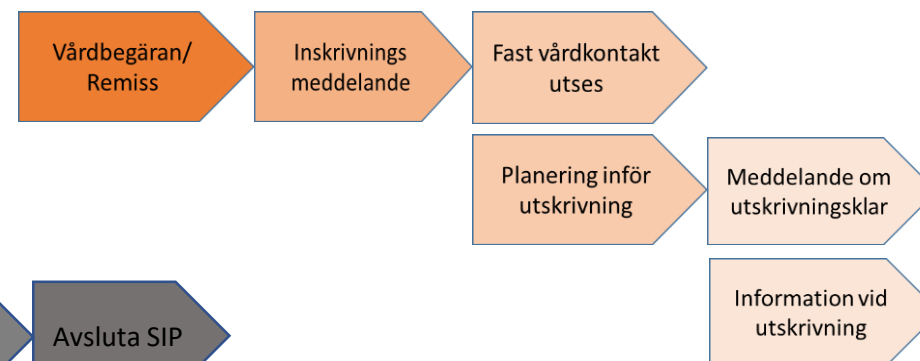 Vårdbegäran/
Remiss
Inskrivnings
meddelande
Fast vårdkontakt
utses
Planering inför
utskrivning
Meddelande om
utskrivningsklar
Information vid
utskrivning
Avsluta SIP